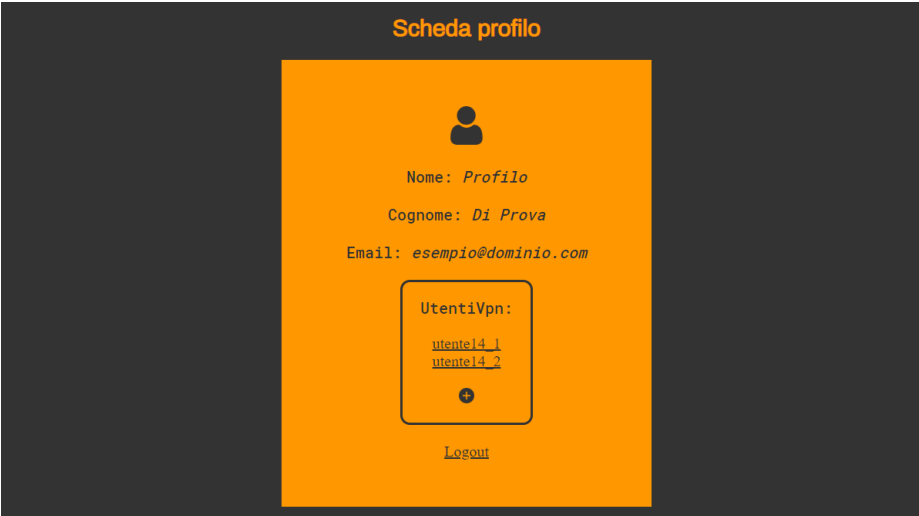 Scheda profilo
Nome: Profilo
Cognome: Di Prova
Email: esempio@dominio.com
UtentiVpn:
utente14_1
utente14_2
Logout